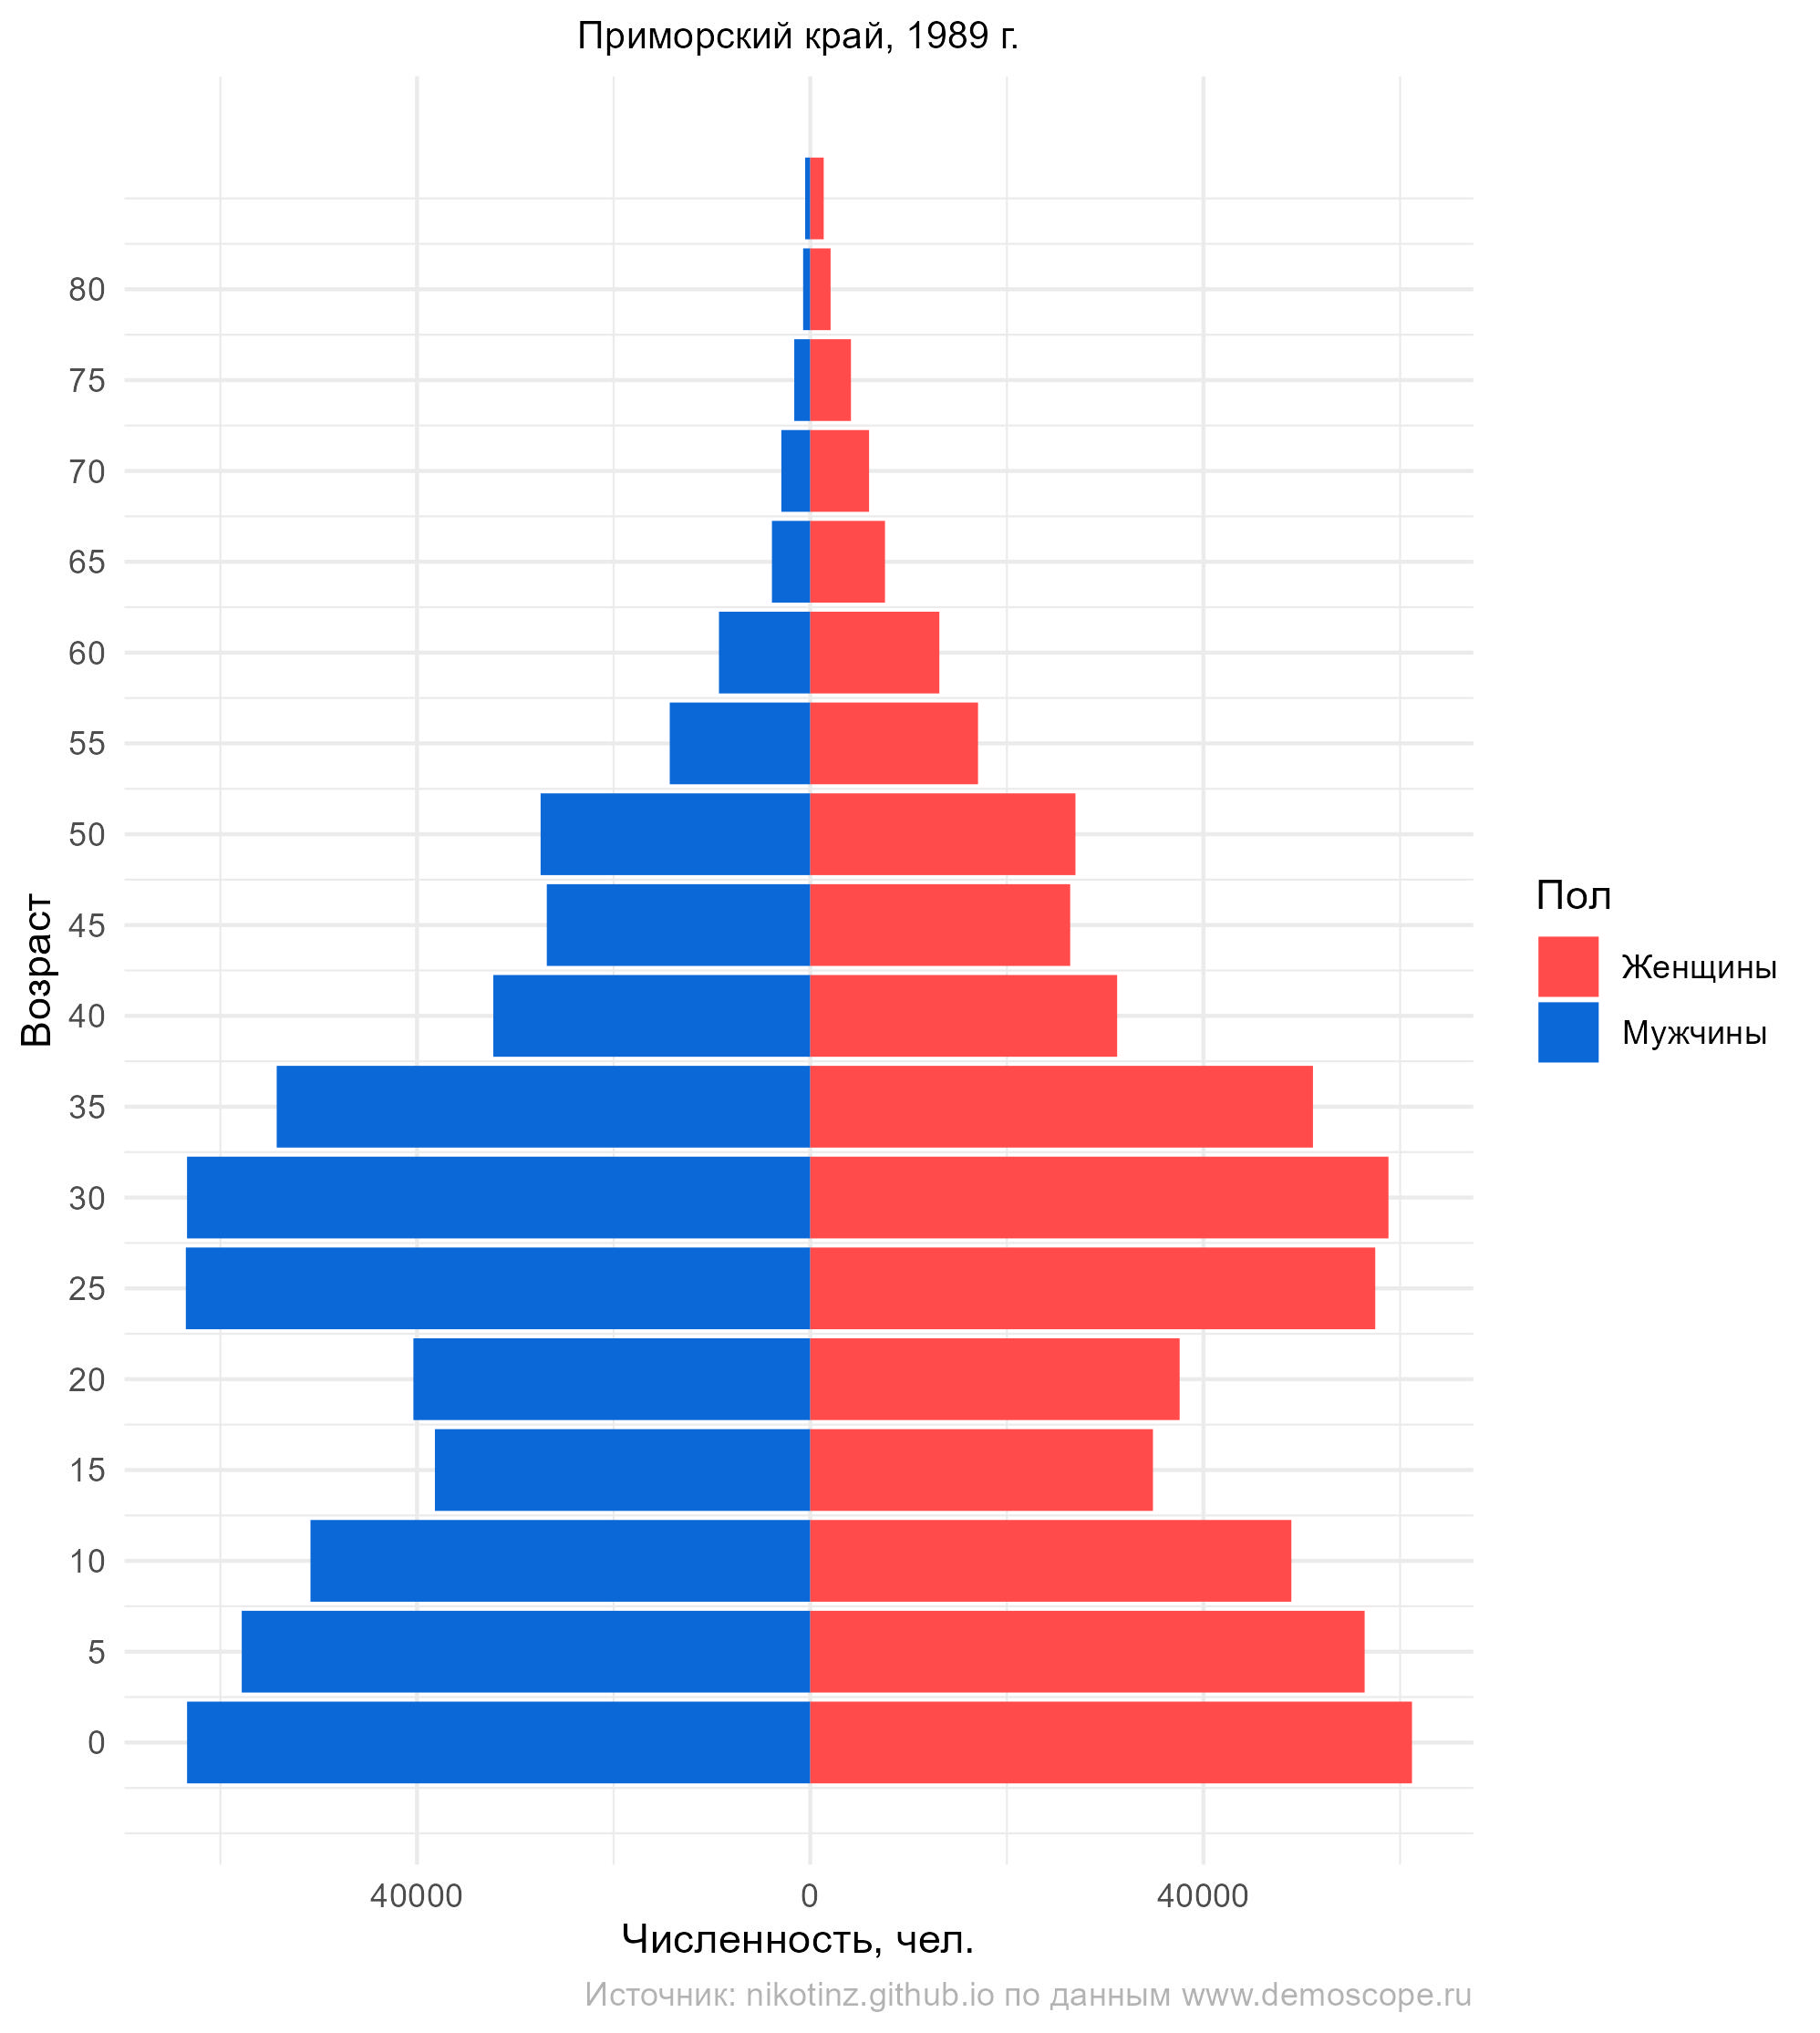 Приморский край, 1989 г.
80
75
70
65
60
55
50
45
40
35
30
25
20
15
10
5
0
Возраст
40000 0 40000
Численность, чел.
Пол
Женщины
Мужчины
Источник: nikotinz.github.io по данным www.demoscope.ru